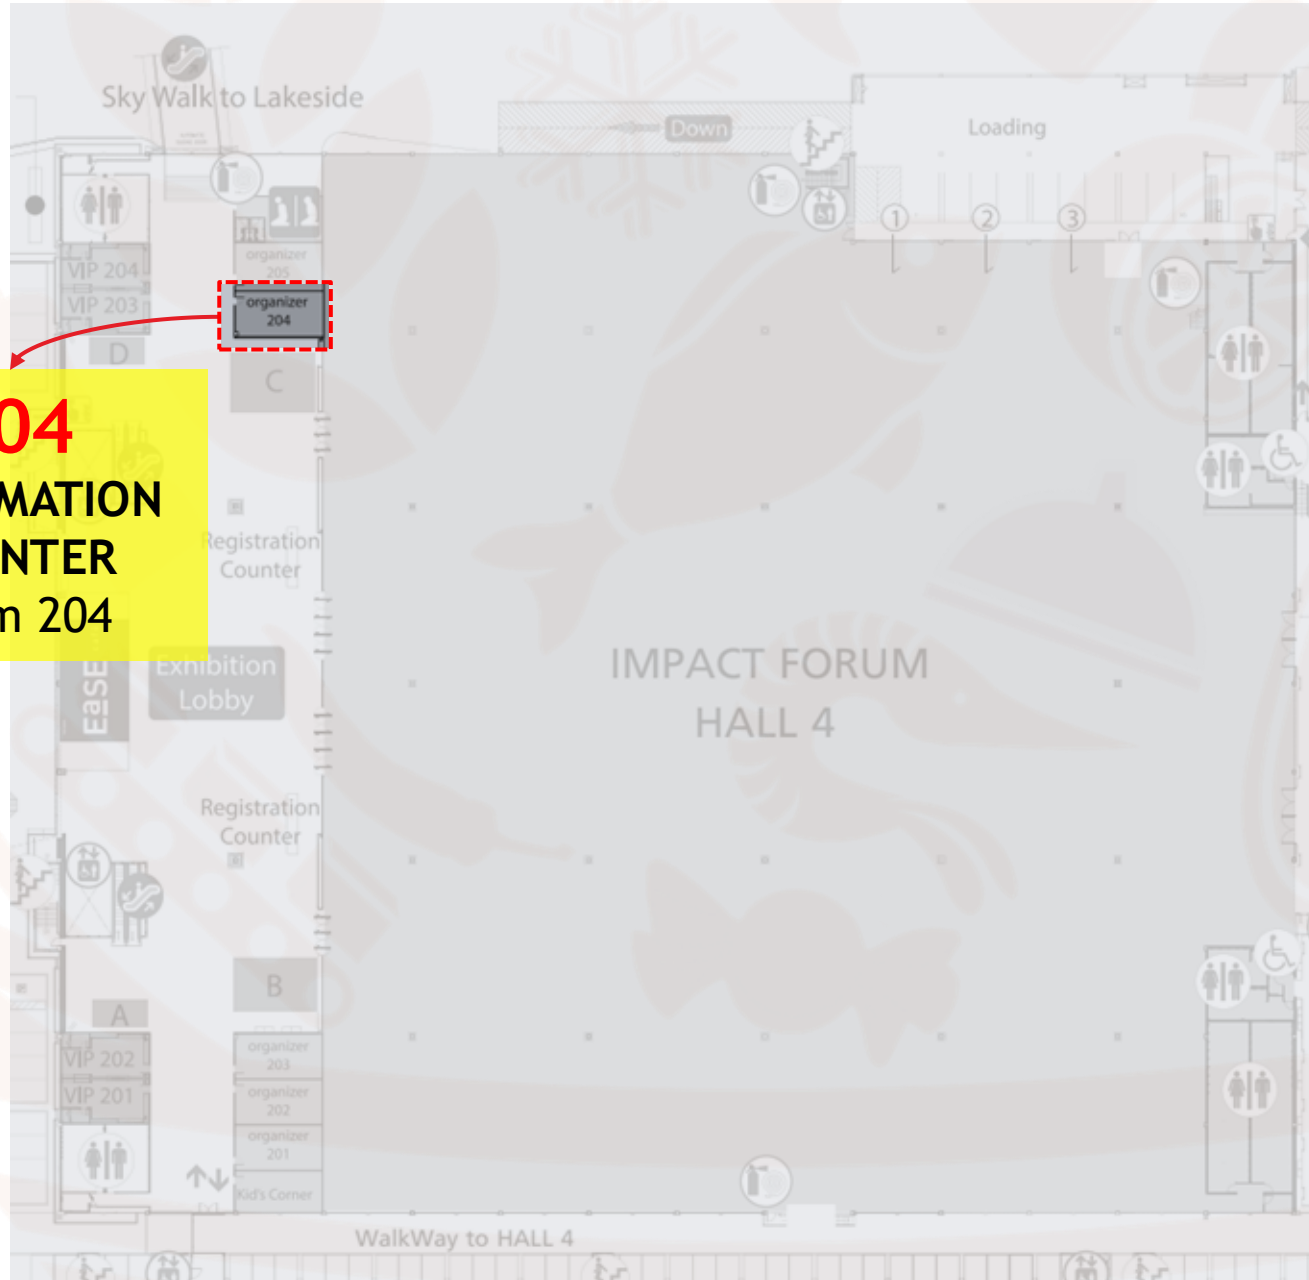 Sky Walk to Lakeside
Down
Loading
1
2
3
VIP 204
VIP 203
organizer
205
organizer
204
D
C
04
MATION
NTER
m 204
Registration
Counter
EaSE
Exhibition
Lobby
IMPACT FORUM
HALL 4
Registration
Counter
B
A
VIP 202
VIP 201
organizer
203
organizer
202
organizer
201
Kid's Corner
WalkWay to HALL 4